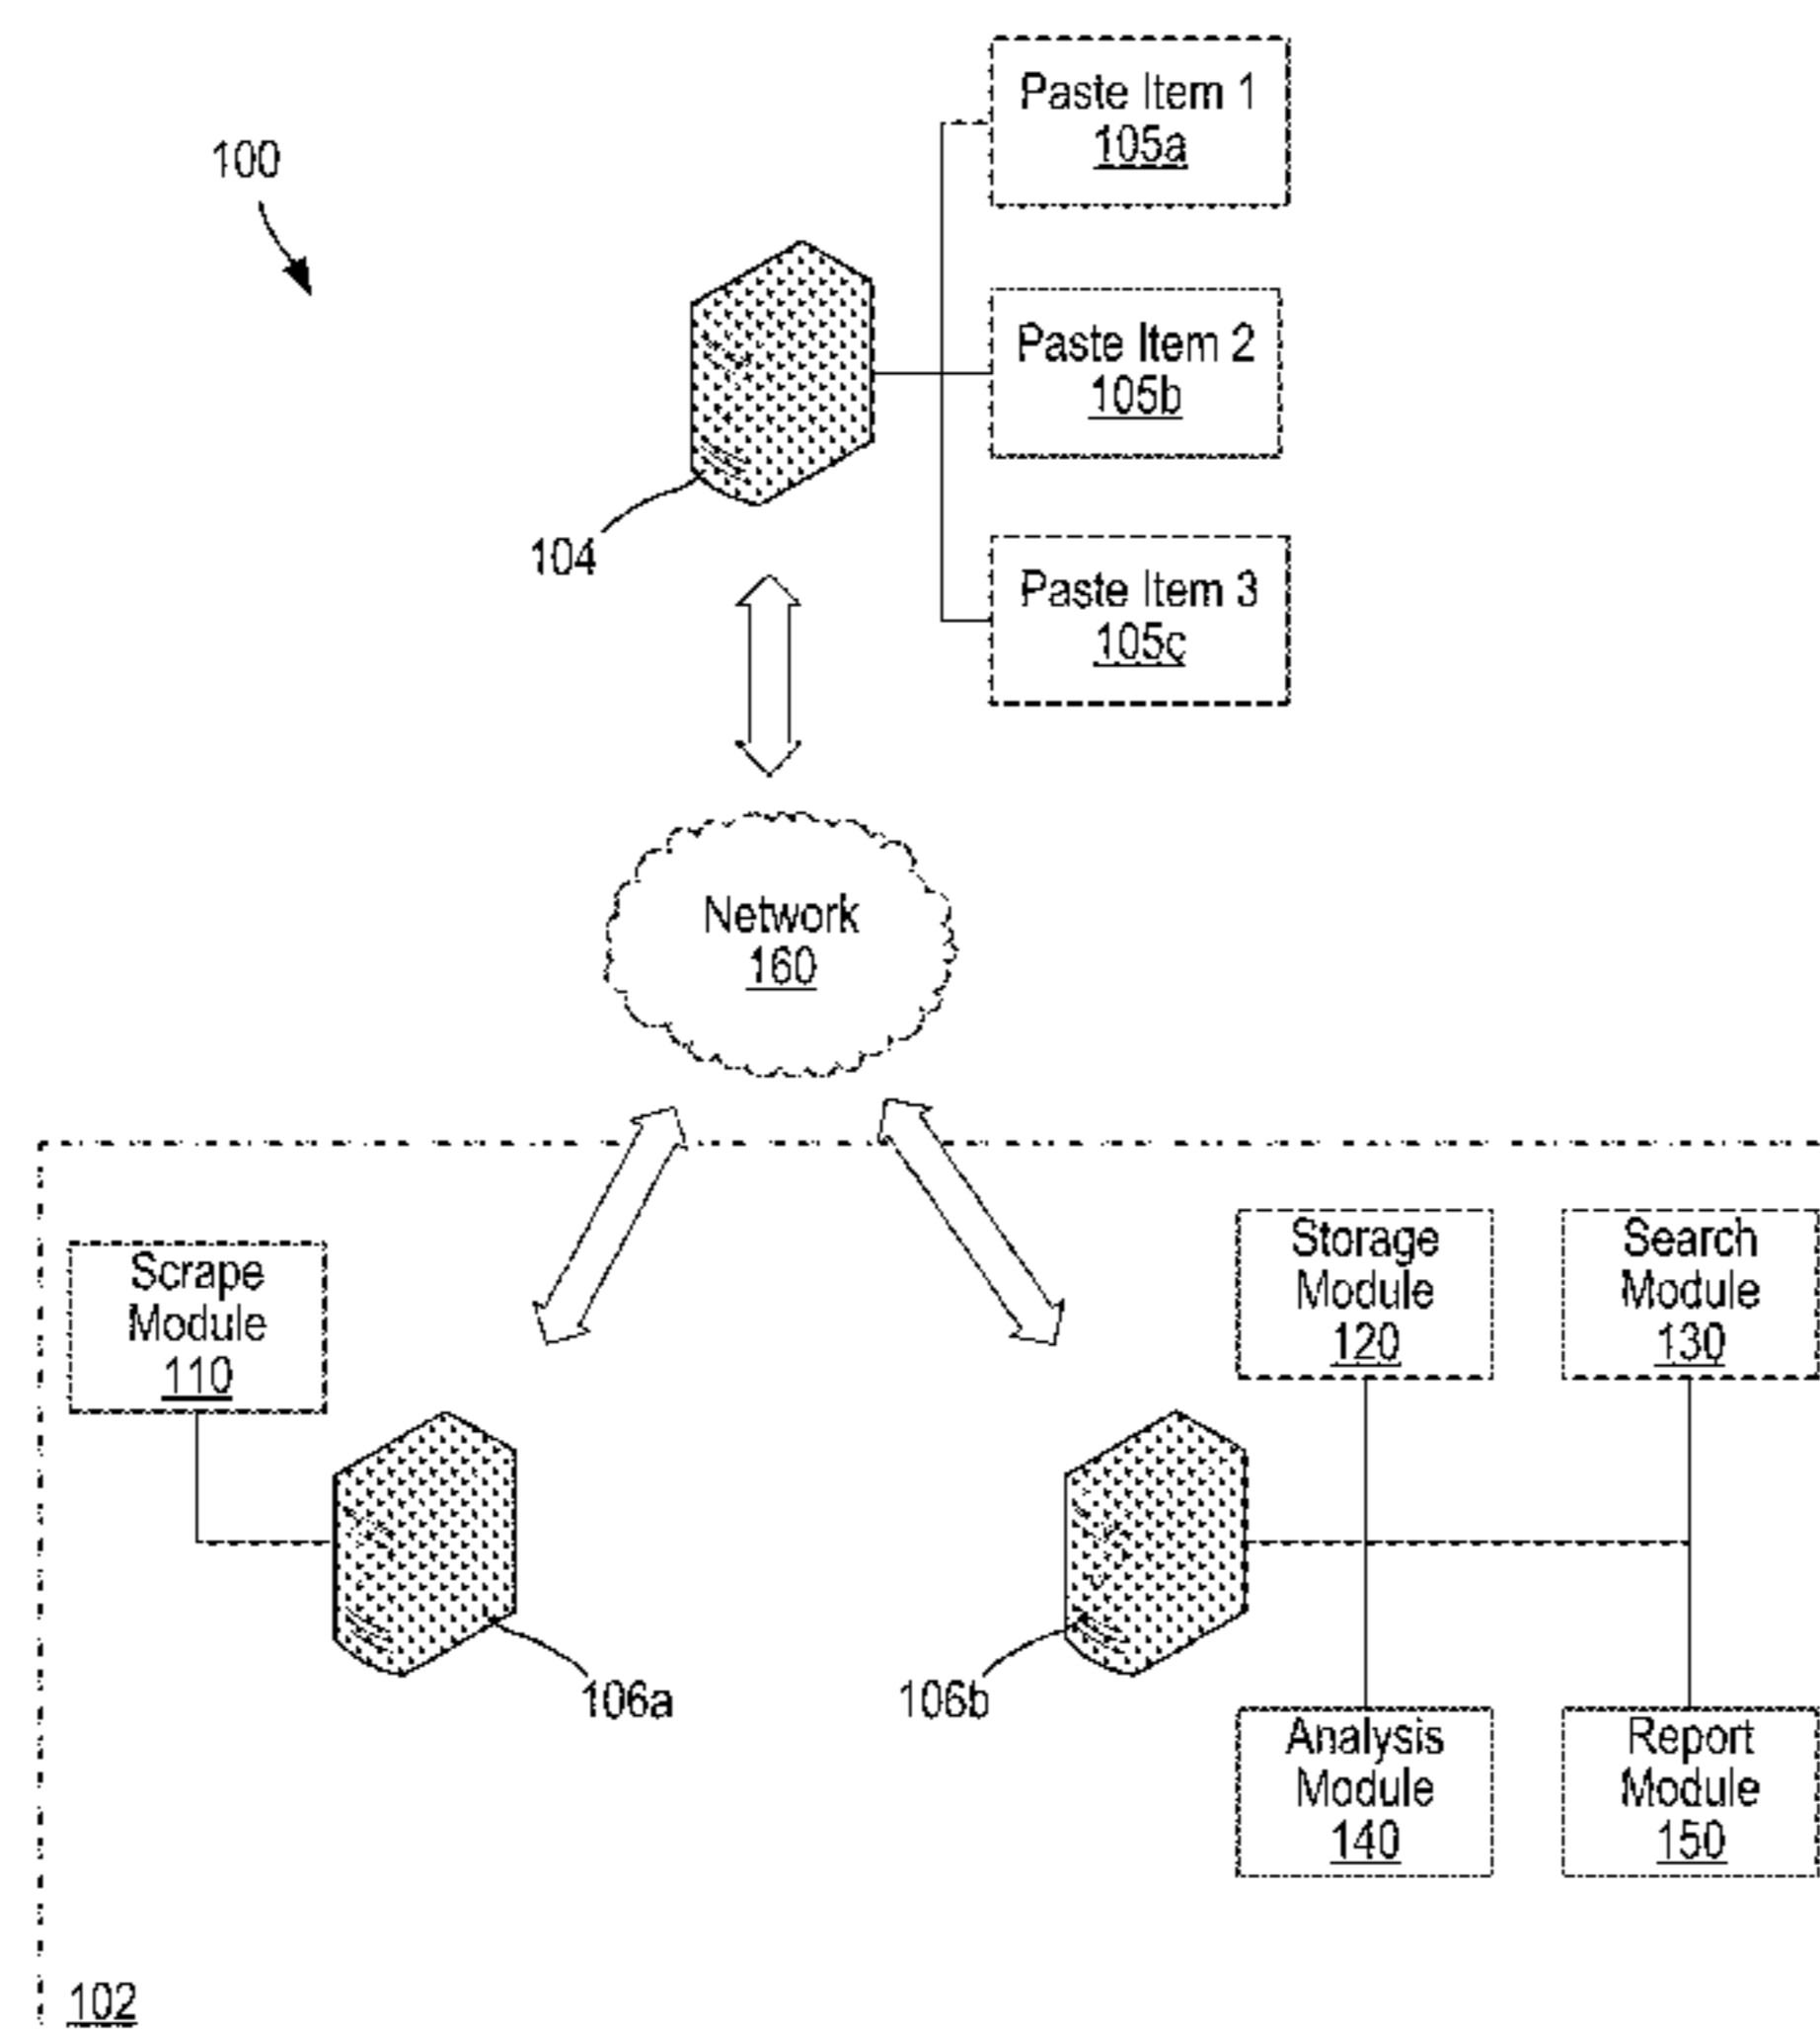 Paste Item 1
105a
100
Paste Item 2
105b
104
Paste Item 3
105c
Network
160
Scrape
Module
110
Storage
Module
120
Search
Module
130
106a
106b
Analysis
Module
140
Report
Module
150
102